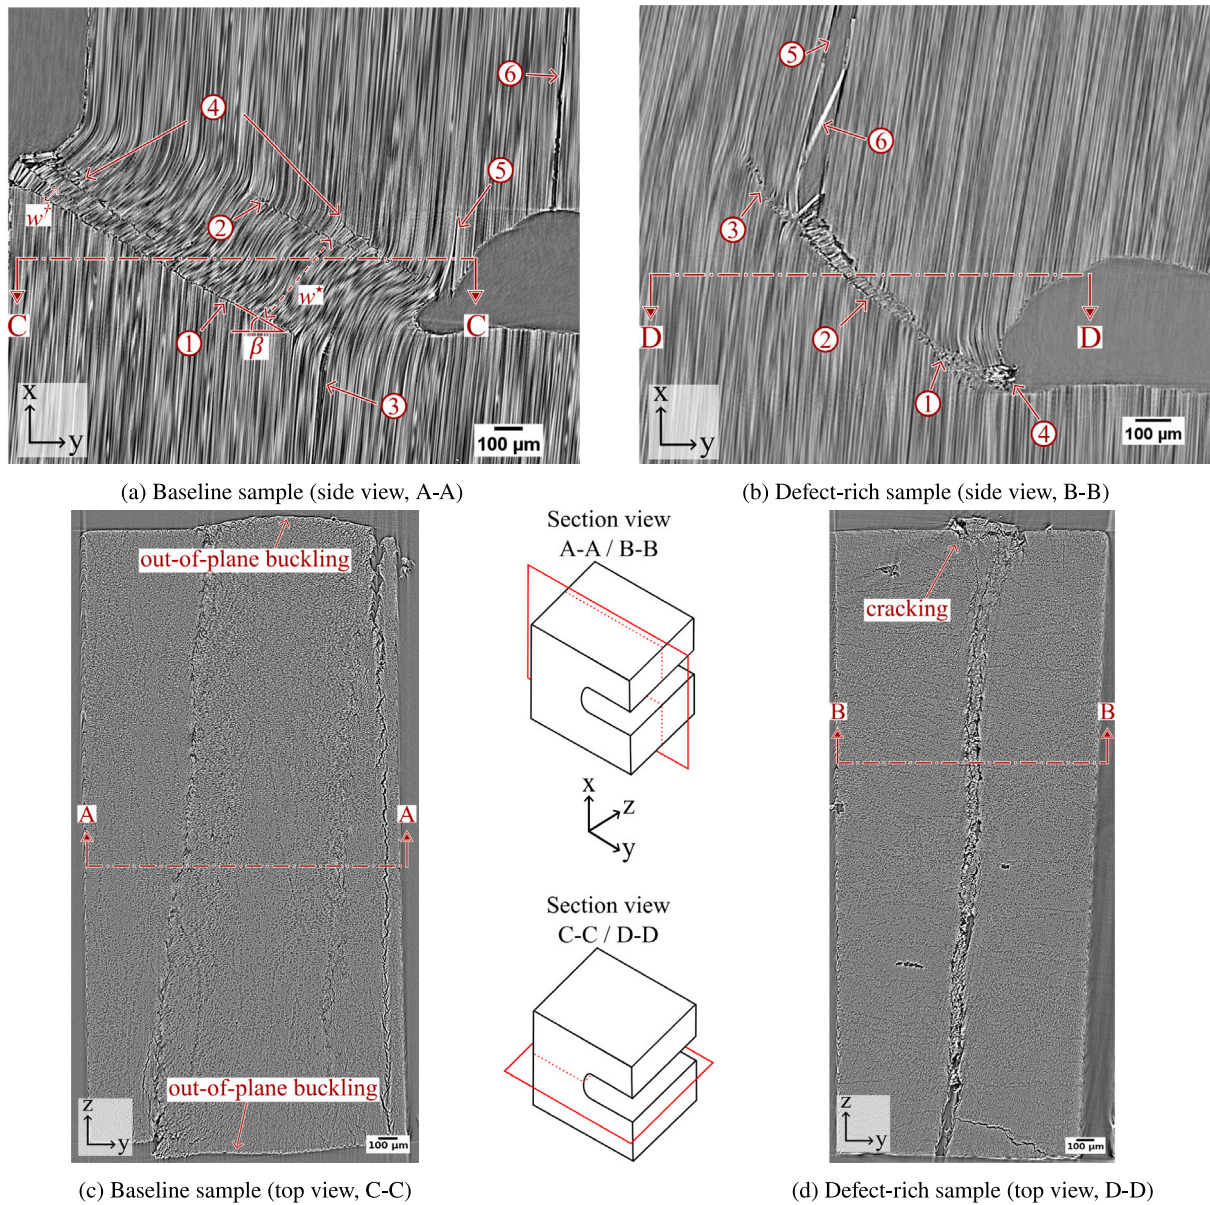 4
6
5
w†
2
w*
C
C
1
β
3
x
y
100 μm
5
6
3
D
D
2
1
4
x
y
100 μm
(a) Baseline sample (side view, A-A)
(b) Defect-rich sample (side view, B-B)
out-of-plane buckling
A
A
out-of-plane buckling
z
y
100 μm
Section view
A-A / B-B
x
z
y
Section view
C-C / D-D
cracking
B
B
z
y
100 μm
(c) Baseline sample (top view, C-C)
(d) Defect-rich sample (top view, D-D)